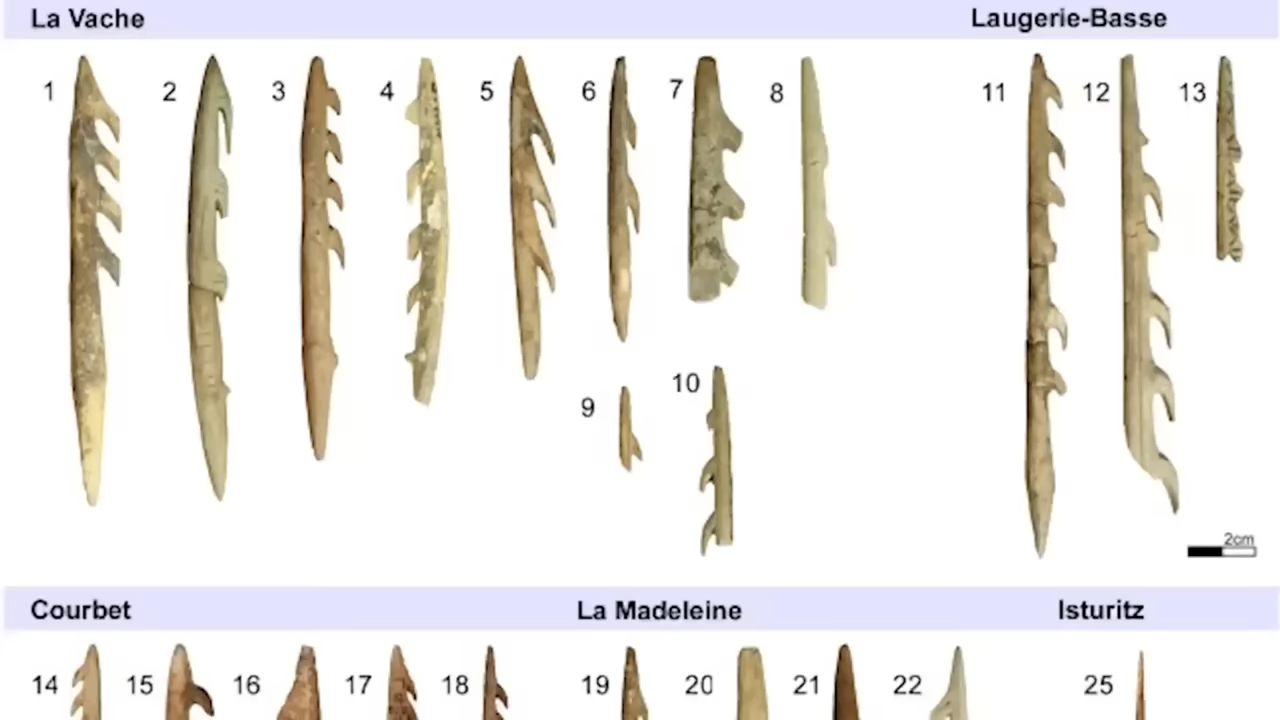 La Vache Laugerie-Basse
1 2 3 4 5 6 7 8 11 12 13
9 10
2cm
Courbet La Madeleine Isturitz
14 15 16 17 18 19 20 21 22 25